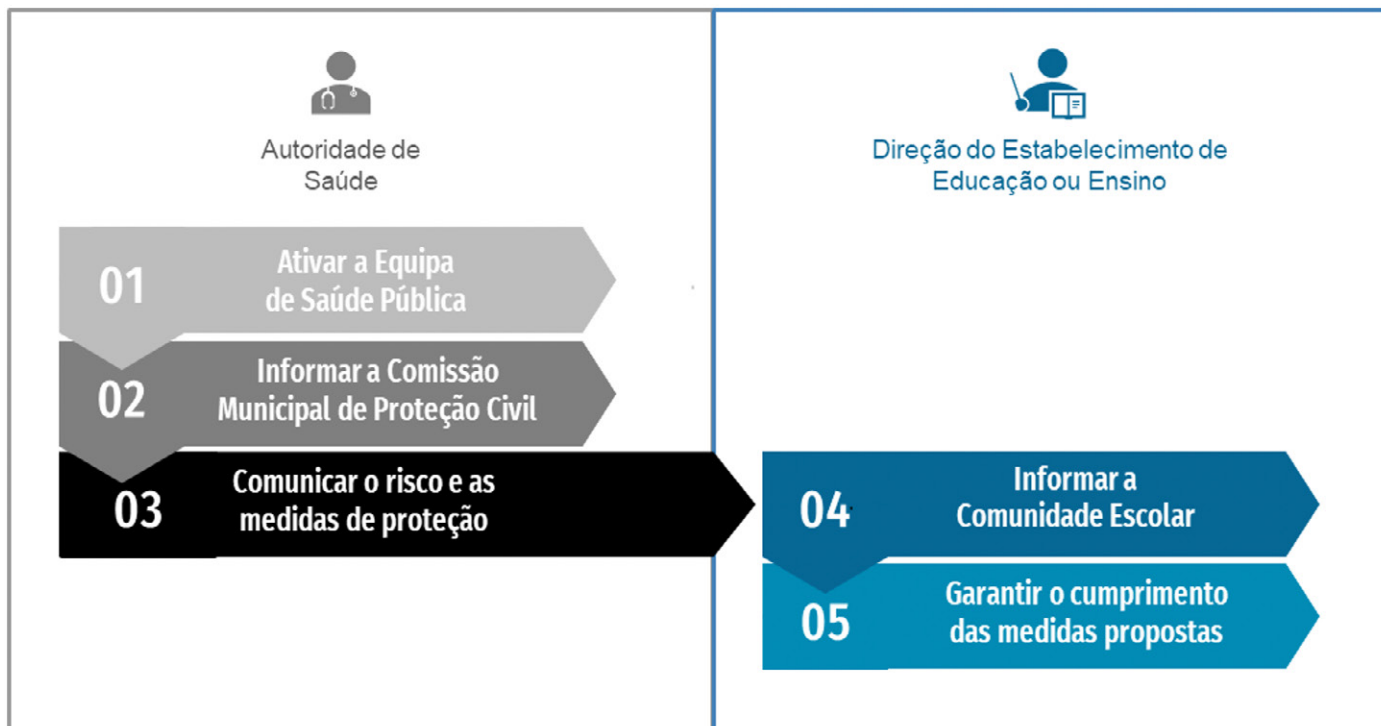 Autoridade de
Saúde
Direção do Estabelecimento de
Educação ou Ensino
01
Ativar a Equipa
de Saúde Pública
02
Informar a Comissão
Municipal de Proteção Civil
03
Comunicar o risco e as
medidas de proteção
04
Informar a
Comunidade Escolar
05
Garantir o cumprimento
das medidas propostas